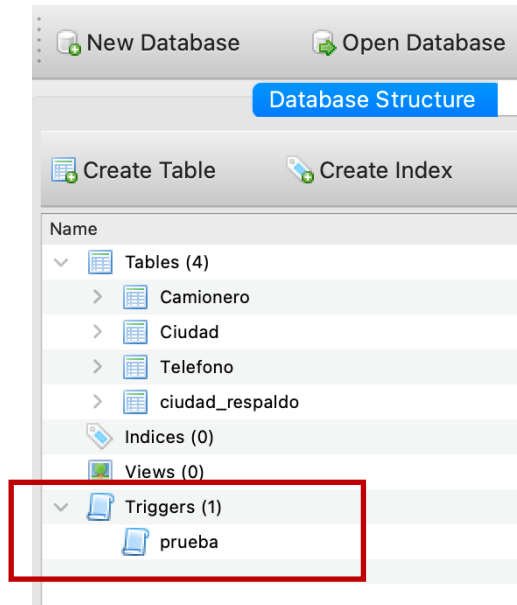 New Database Open Database
Database Structure
Create Table Create Index
Name
Tables (4)
Camionero
Ciudad
Telefono
ciudad_respaldo
Indices (0)
Views (0)
Triggers (1)
prueba